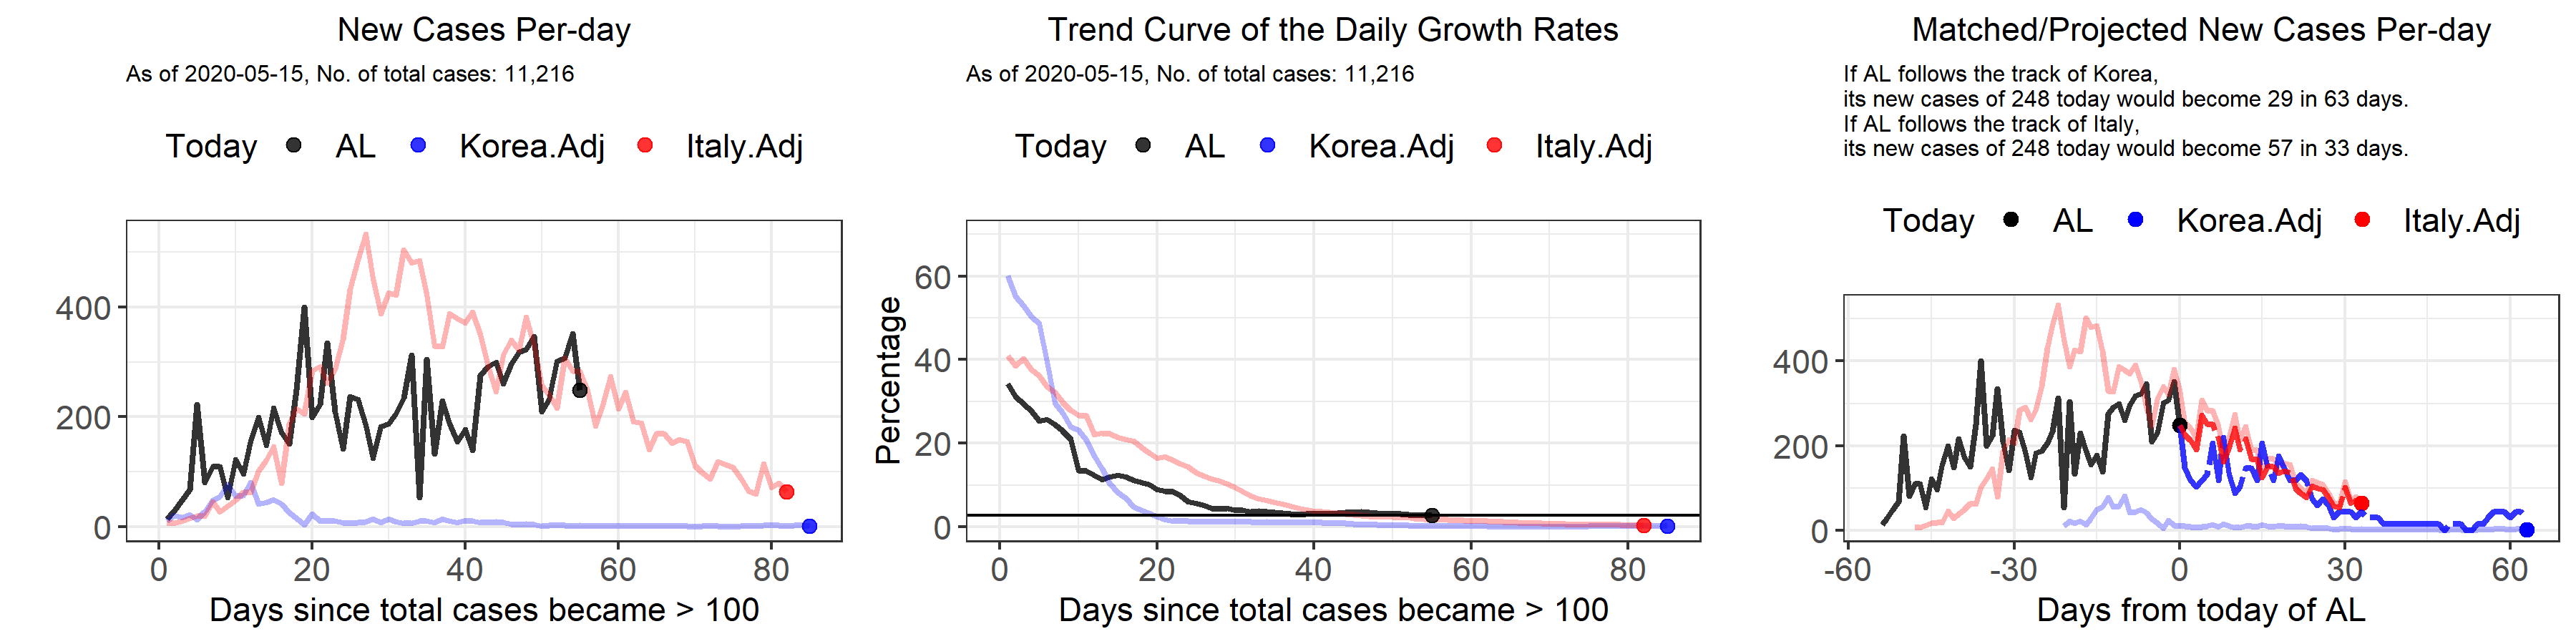 New Cases Per-day
As of 2020-05-15, No. of total cases: 11,216
Today AL Korea.Adj Italy.Adj
400
200
0
0 20 40 60 80
Days since total cases became > 100
Trend Curve of the Daily Growth Rates
As of 2020-05-15, No. of total cases: 11,216
Today AL Korea.Adj Italy.Adj
Percentage
60
40
20
0
0 20 40 60 80
Days since total cases became > 100
Matched/Projected New Cases Per-day
If AL follows the track of Korea,
its new cases of 248 today would become 29 in 63 days.
If AL follows the track of Italy,
its new cases of 248 today would become 57 in 33 days.
Today AL Korea.Adj Italy.Adj
400
200
0
-60 -30 0 30 60
Days from today of AL